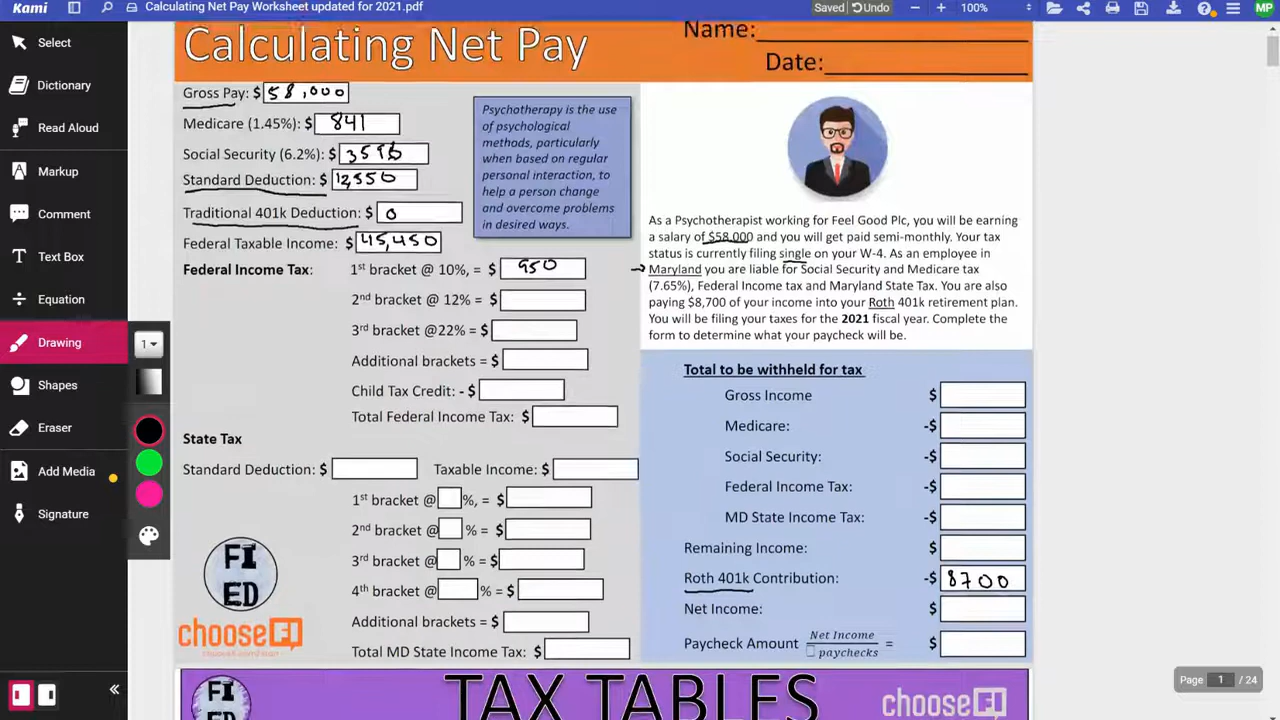 Kami
Calculating Net Pay Worksheet updated for 2021.pdf
Saved
Undo
100%
MP
Select
Dictionary
Read Aloud
Markup
Comment
Text Box
Equation
Drawing
Shapes
Eraser
Add Media
Signature
1
Calculating Net Pay
Name:
Date:
Gross Pay: $ 58,000
Medicare (1.45%): $ 841
Social Security (6.2%): $ 3596
Standard Deduction: $ 12,550
Traditional 401k Deduction: $ 0
Federal Taxable Income: $ 45,450
Psychotherapy is the use
of psychological
methods, particularly
when based on regular
personal interaction, to
help a person change
and overcome problems
in desired ways.
Federal Income Tax:
1st bracket @ 10%, = $ 950
2nd bracket @ 12% = $
3rd bracket @22% = $
Additional brackets = $
Child Tax Credit: - $
Total Federal Income Tax: $
State Tax
Standard Deduction: $
Taxable Income: $
1st bracket @ %, = $
2nd bracket @ % = $
3rd bracket @ % = $
4th bracket @ % = $
Additional brackets = $
Total MD State Income Tax: $
FI
ED
chooseFI
As a Psychotherapist working for Feel Good Plc, you will be earning
a salary of $58,000 and you will get paid semi-monthly. Your tax
status is currently filing single on your W-4. As an employee in
Maryland you are liable for Social Security and Medicare tax
(7.65%), Federal Income tax and Maryland State Tax. You are also
paying $8,700 of your income into your Roth 401k retirement plan.
You will be filing your taxes for the 2021 fiscal year. Complete the
form to determine what your paycheck will be.
Total to be withheld for tax
Gross Income $
Medicare: -$
Social Security: -$
Federal Income Tax: -$
MD State Income Tax: -$
Remaining Income: $
Roth 401k Contribution: -$ 8700
Net Income: $
Paycheck Amount Net Income / paychecks = $
Page 1 / 24
FI
ED
TAX TABLES
chooseFI